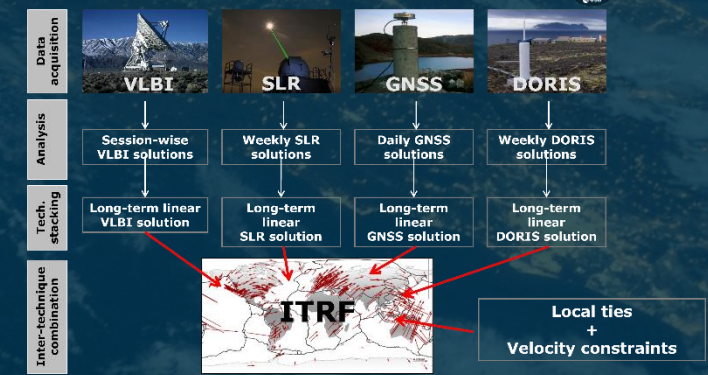 Data
acquisition
VLBI
SLR
GNSS
DORIS
Analysis
Session-wise
VLBI solutions
Weekly SLR
solutions
Daily GNSS
solutions
Weekly DORIS
solutions
Tech.
stacking
Long-term linear
VLBI solution
Long-term
linear
SLR solution
Long-term
linear
GNSS solution
Long-term
linear
DORIS solution
Inter-technique
combination
ITRF
Local ties
+
Velocity constraints